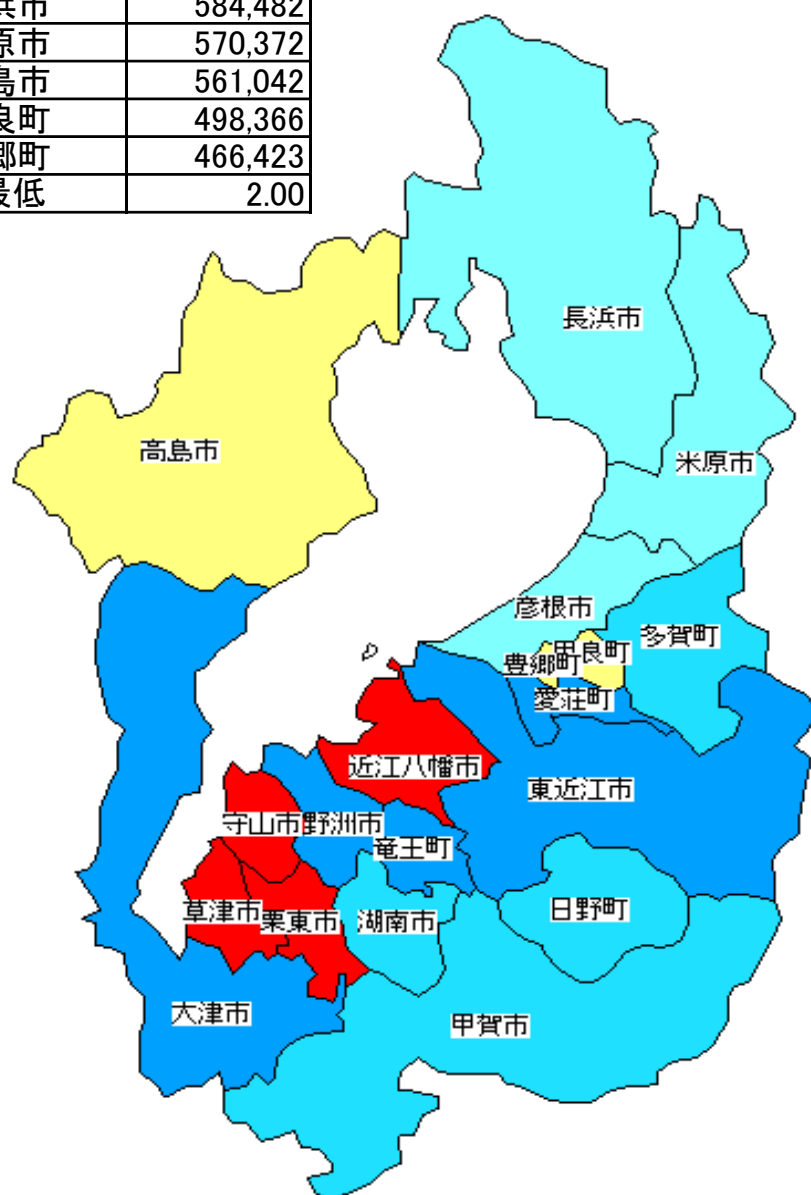 浜市 584,482
原市 570,372
島市 561,042
良町 498,366
郷町 466,423
最低 2.00
長浜市
米原市
高島市
彦根市
多賀町
甲良町
豊郷町
愛荘町
近江八幡市
東近江市
守山市
野洲市
竜王町
草津市
栗東市
湖南市
日野町
大津市
甲賀市